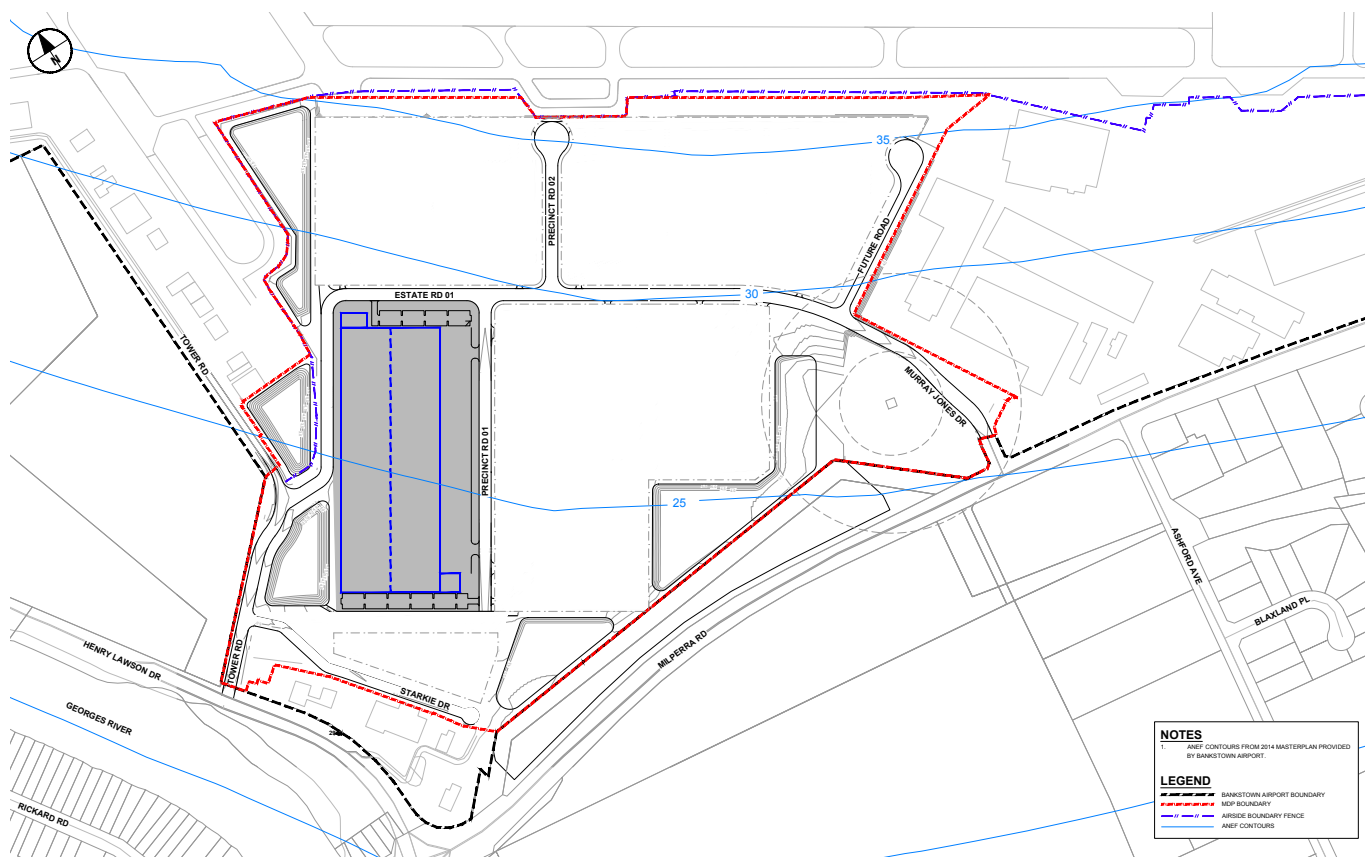 N
35
PRECINCT RD 02
FUTURE ROAD
ESTATE RD 01
30
TOWER RD
MURRAY JONES DR
PRECINCT RD 01
25
ASHFORD AVE
BLAXLAND PL
MILPERRA RD
HENRY LAWSON DR
TOWER RD
STARKIE DR
GEORGES RIVER
RICKARD RD
NOTES
1. ANEF CONTOURS FROM 2014 MASTERPLAN PROVIDED
BY BANKSTOWN AIRPORT.
LEGEND
BANKSTOWN AIRPORT BOUNDARY
MDP BOUNDARY
AIRSIDE BOUNDARY FENCE
ANEF CONTOURS